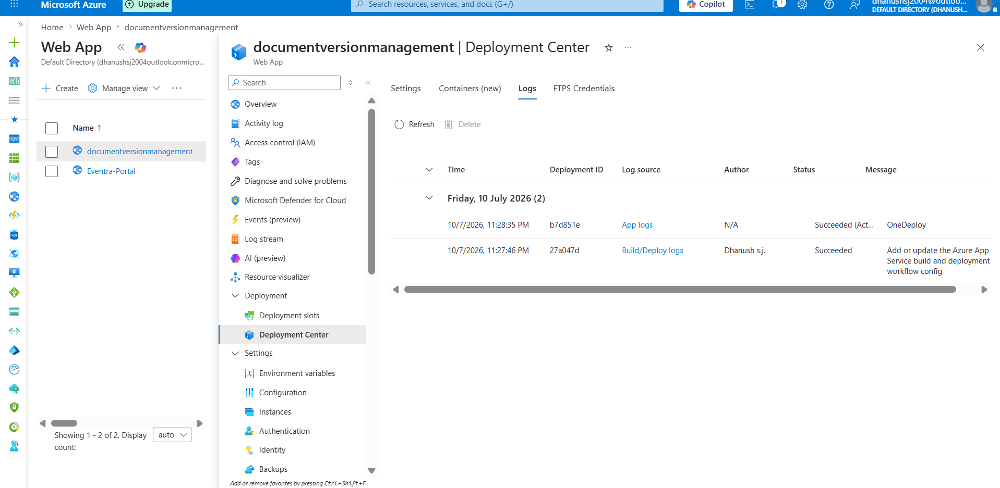 Microsoft Azure
Upgrade
Search resources, services, and docs (G+/)
Copilot
1
dhanushsj2004@outloo...
DEFAULT DIRECTORY (DHANUSH...
Home > Web App > documentversionmanagement
Web App
Default Directory (dhanushsj2004outlook.onmicro...
Create
Manage view
Name ↑
documentversionmanagement
Eventra-Portal
Showing 1 - 2 of 2. Display
count:
auto
documentversionmanagement | Deployment Center
Web App
Search
Overview
Activity log
Access control (IAM)
Tags
Diagnose and solve problems
Microsoft Defender for Cloud
Events (preview)
Log stream
AI (preview)
Resource visualizer
Deployment
Deployment slots
Deployment Center
Settings
Environment variables
Configuration
Instances
Authentication
Identity
Backups
Add or remove favorites by pressing Ctrl+Shift+F
Settings
Containers (new)
Logs
FTPS Credentials
Refresh
Delete
Time Deployment ID Log source Author Status Message
Friday, 10 July 2026 (2)
10/7/2026, 11:28:35 PM b7d851e App logs N/A Succeeded (Act... OneDeploy
10/7/2026, 11:27:46 PM 27a047d Build/Deploy logs Dhanush s.j. Succeeded Add or update the Azure App
Service build and deployment
workflow config